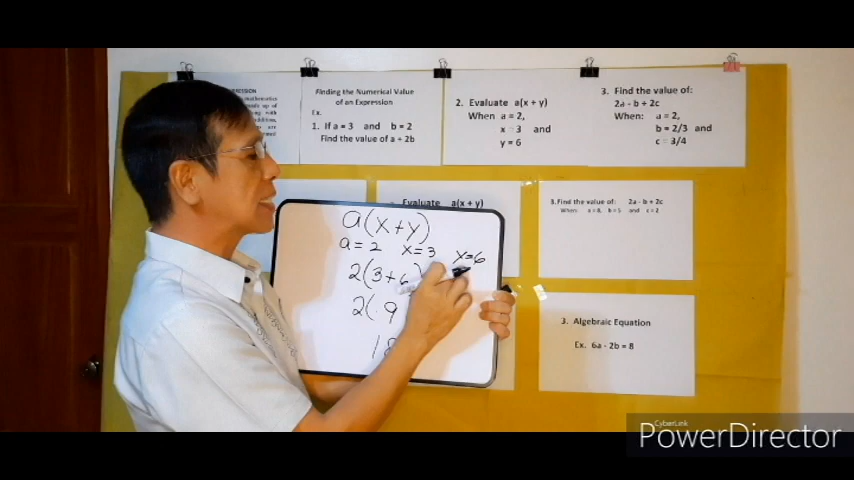 Finding the Numerical Value
of an Expression
Ex.
1. If a = 3 and b = 2
Find the value of a + 2b
2. Evaluate a(x + y)
When a = 2,
x = 3 and
y = 6
3. Find the value of:
2a - b + 2c
When: a = 2,
b = 2/3 and
c = 3/4
Evaluate a(x + y)
3.Find the value of: 2a - b + 2c
When: a = 8, b = 5 and c = 2
3. Algebraic Equation
Ex. 6a - 2b = 8
a(x+y)
a = 2 x = 3 y=6
2(3+6)
2( 9
18
CyberLink
PowerDirector